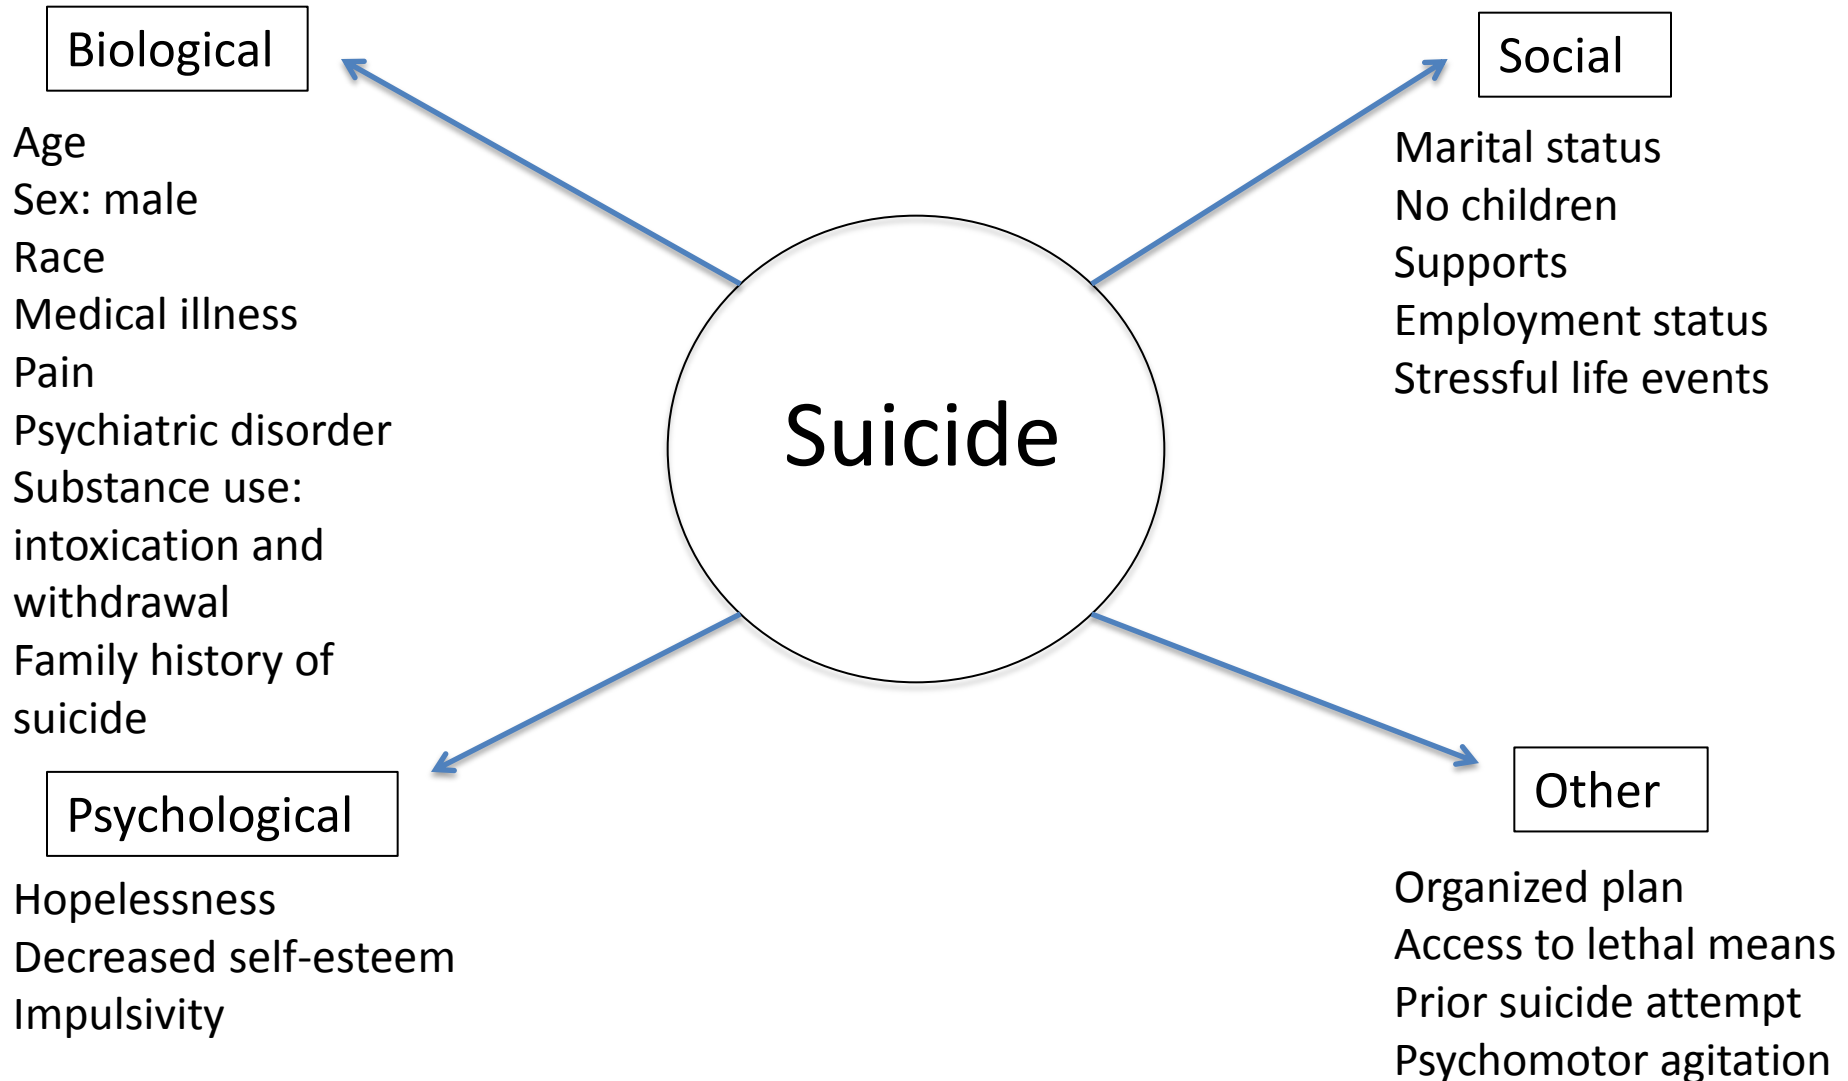 Biological
Age
Sex: male
Race
Medical illness
Pain
Psychiatric disorder
Substance use:
intoxication and
withdrawal
Family history of
suicide
Social
Marital status
No children
Supports
Employment status
Stressful life events
Suicide
Psychological
Hopelessness
Decreased self-esteem
Impulsivity
Other
Organized plan
Access to lethal means
Prior suicide attempt
Psychomotor agitation